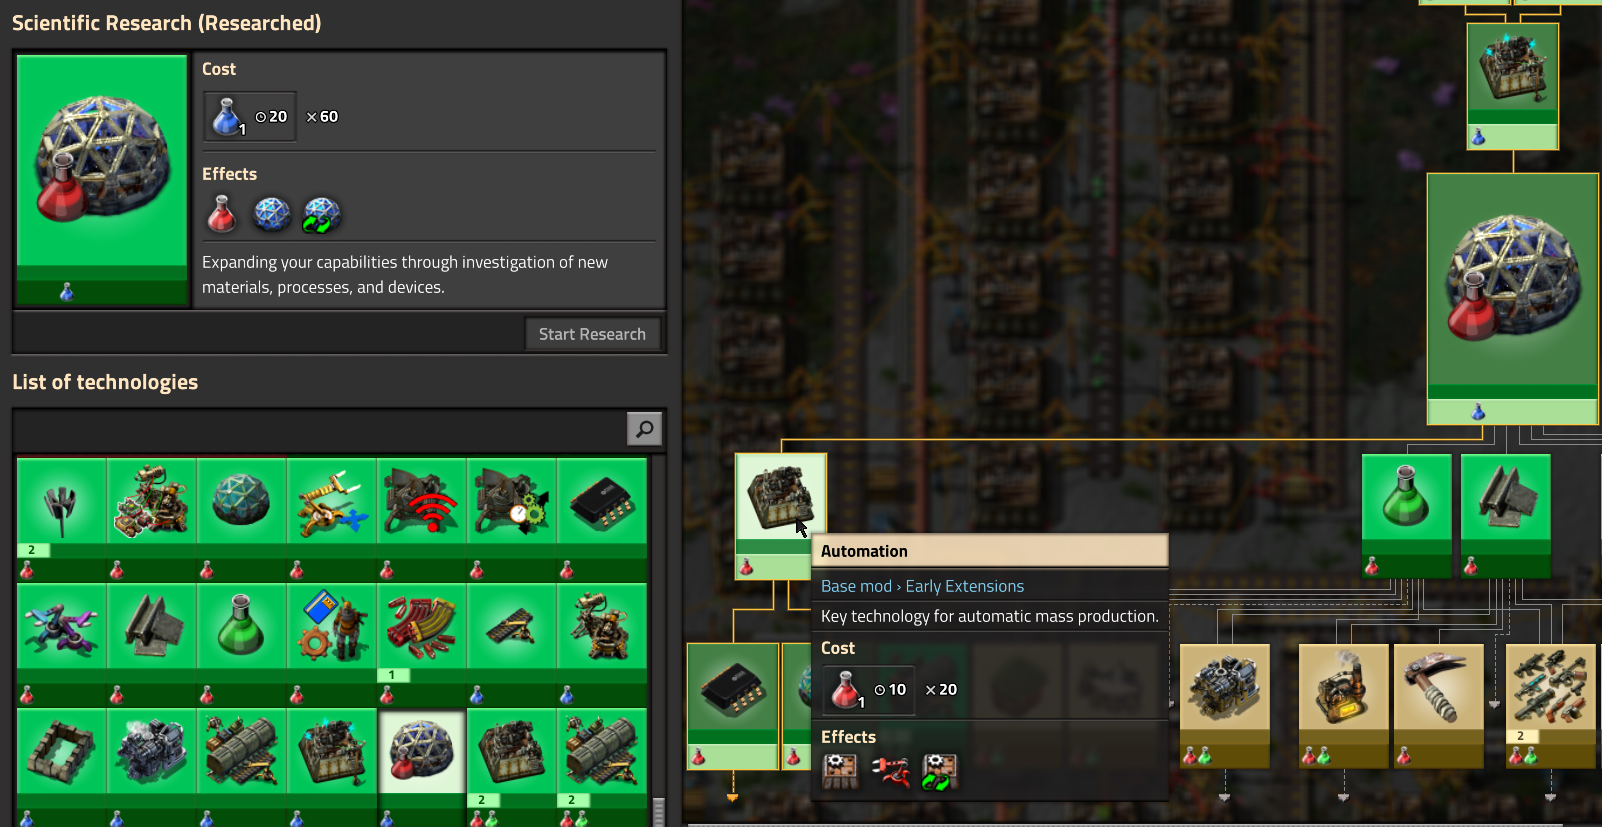 Scientific Research (Researched)
Cost
1
20
×60
Effects
Expanding your capabilities through investigation of new
materials, processes, and devices.
Start Research
List of technologies
2
1
2
2
Automation
Base mod › Early Extensions
Key technology for automatic mass production.
Cost
1
10
×20
Effects
2